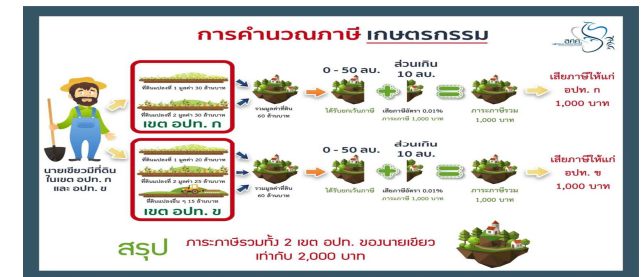 การคำนวณภาษี เกษตรกรรม
สคค.
ที่ดินแปลงที่ 1 มูลค่า 30 ล้านบาท
ที่ดินแปลงที่ 2 มูลค่า 30 ล้านบาท
เขต อปท. ก
รวมมูลค่าที่ดิน
60 ล้านบาท
0 - 50 ลบ.
ได้รับยกเว้นภาษี
ส่วนเกิน
10 ลบ.
เสียภาษีอัตรา 0.01%
ภาระภาษี 1,000 บาท
ภาระภาษีรวม
1,000 บาท
เสียภาษีให้แก่
อปท. ก
1,000 บาท
นายเขียวมีที่ดิน
ในเขต อปท. ก
และ อปท. ข
ที่ดินแปลงที่ 1 มูลค่า 20 ล้านบาท
ที่ดินแปลงที่ 2 มูลค่า 25 ล้านบาท
ที่ดินแปลงอื่น ๆ 15 ล้านบาท
เขต อปท. ข
รวมมูลค่าที่ดิน
60 ล้านบาท
0 - 50 ลบ.
ได้รับยกเว้นภาษี
ส่วนเกิน
10 ลบ.
เสียภาษีอัตรา 0.01%
ภาระภาษี 1,000 บาท
ภาระภาษีรวม
1,000 บาท
เสียภาษีให้แก่
อปท. ข
1,000 บาท
สรุป
ภาระภาษีรวมทั้ง 2 เขต อปท. ของนายเขียว
เท่ากับ 2,000 บาท